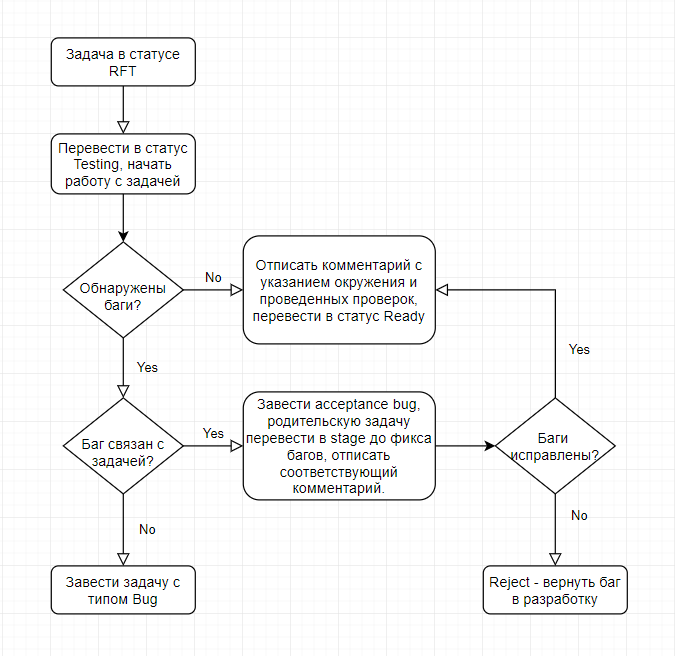 Задача в статусе
RFT
Перевести в статус
Testing, начать
работу с задачей
Обнаружены
баги?
No
Отписать комментарий с
указанием окружения и
проведенных проверок,
перевести в статус Ready
Yes
Yes
Баг связан с
задачей?
Yes
Завести acceptance bug,
родительскую задачу
перевести в stage до фикса
багов, отписать
соответствующий
комментарий.
Баги
исправлены?
No
No
Завести задачу с
типом Bug
Reject - вернуть баг
в разработку